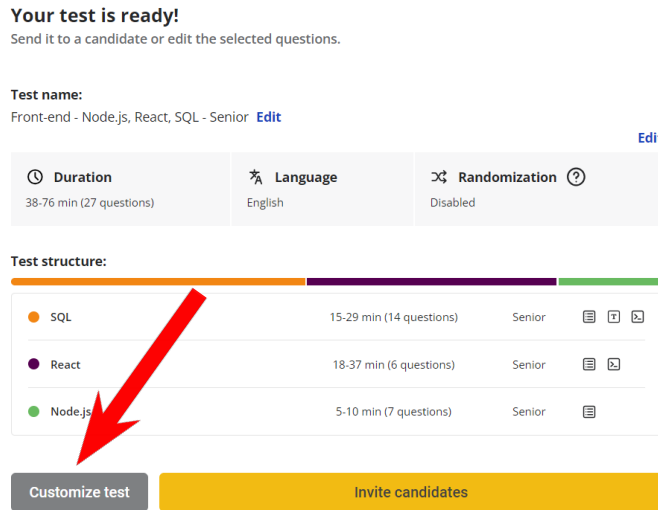 Your test is ready!
Send it to a candidate or edit the selected questions.
Test name:
Front-end - Node.js, React, SQL - Senior Edit
Duration
38-76 min (27 questions)
Language
English
Randomization ?
Disabled
Test structure:
SQL 15-29 min (14 questions) Senior
React 18-37 min (6 questions) Senior
Node.js 5-10 min (7 questions) Senior
Customize test
Invite candidates